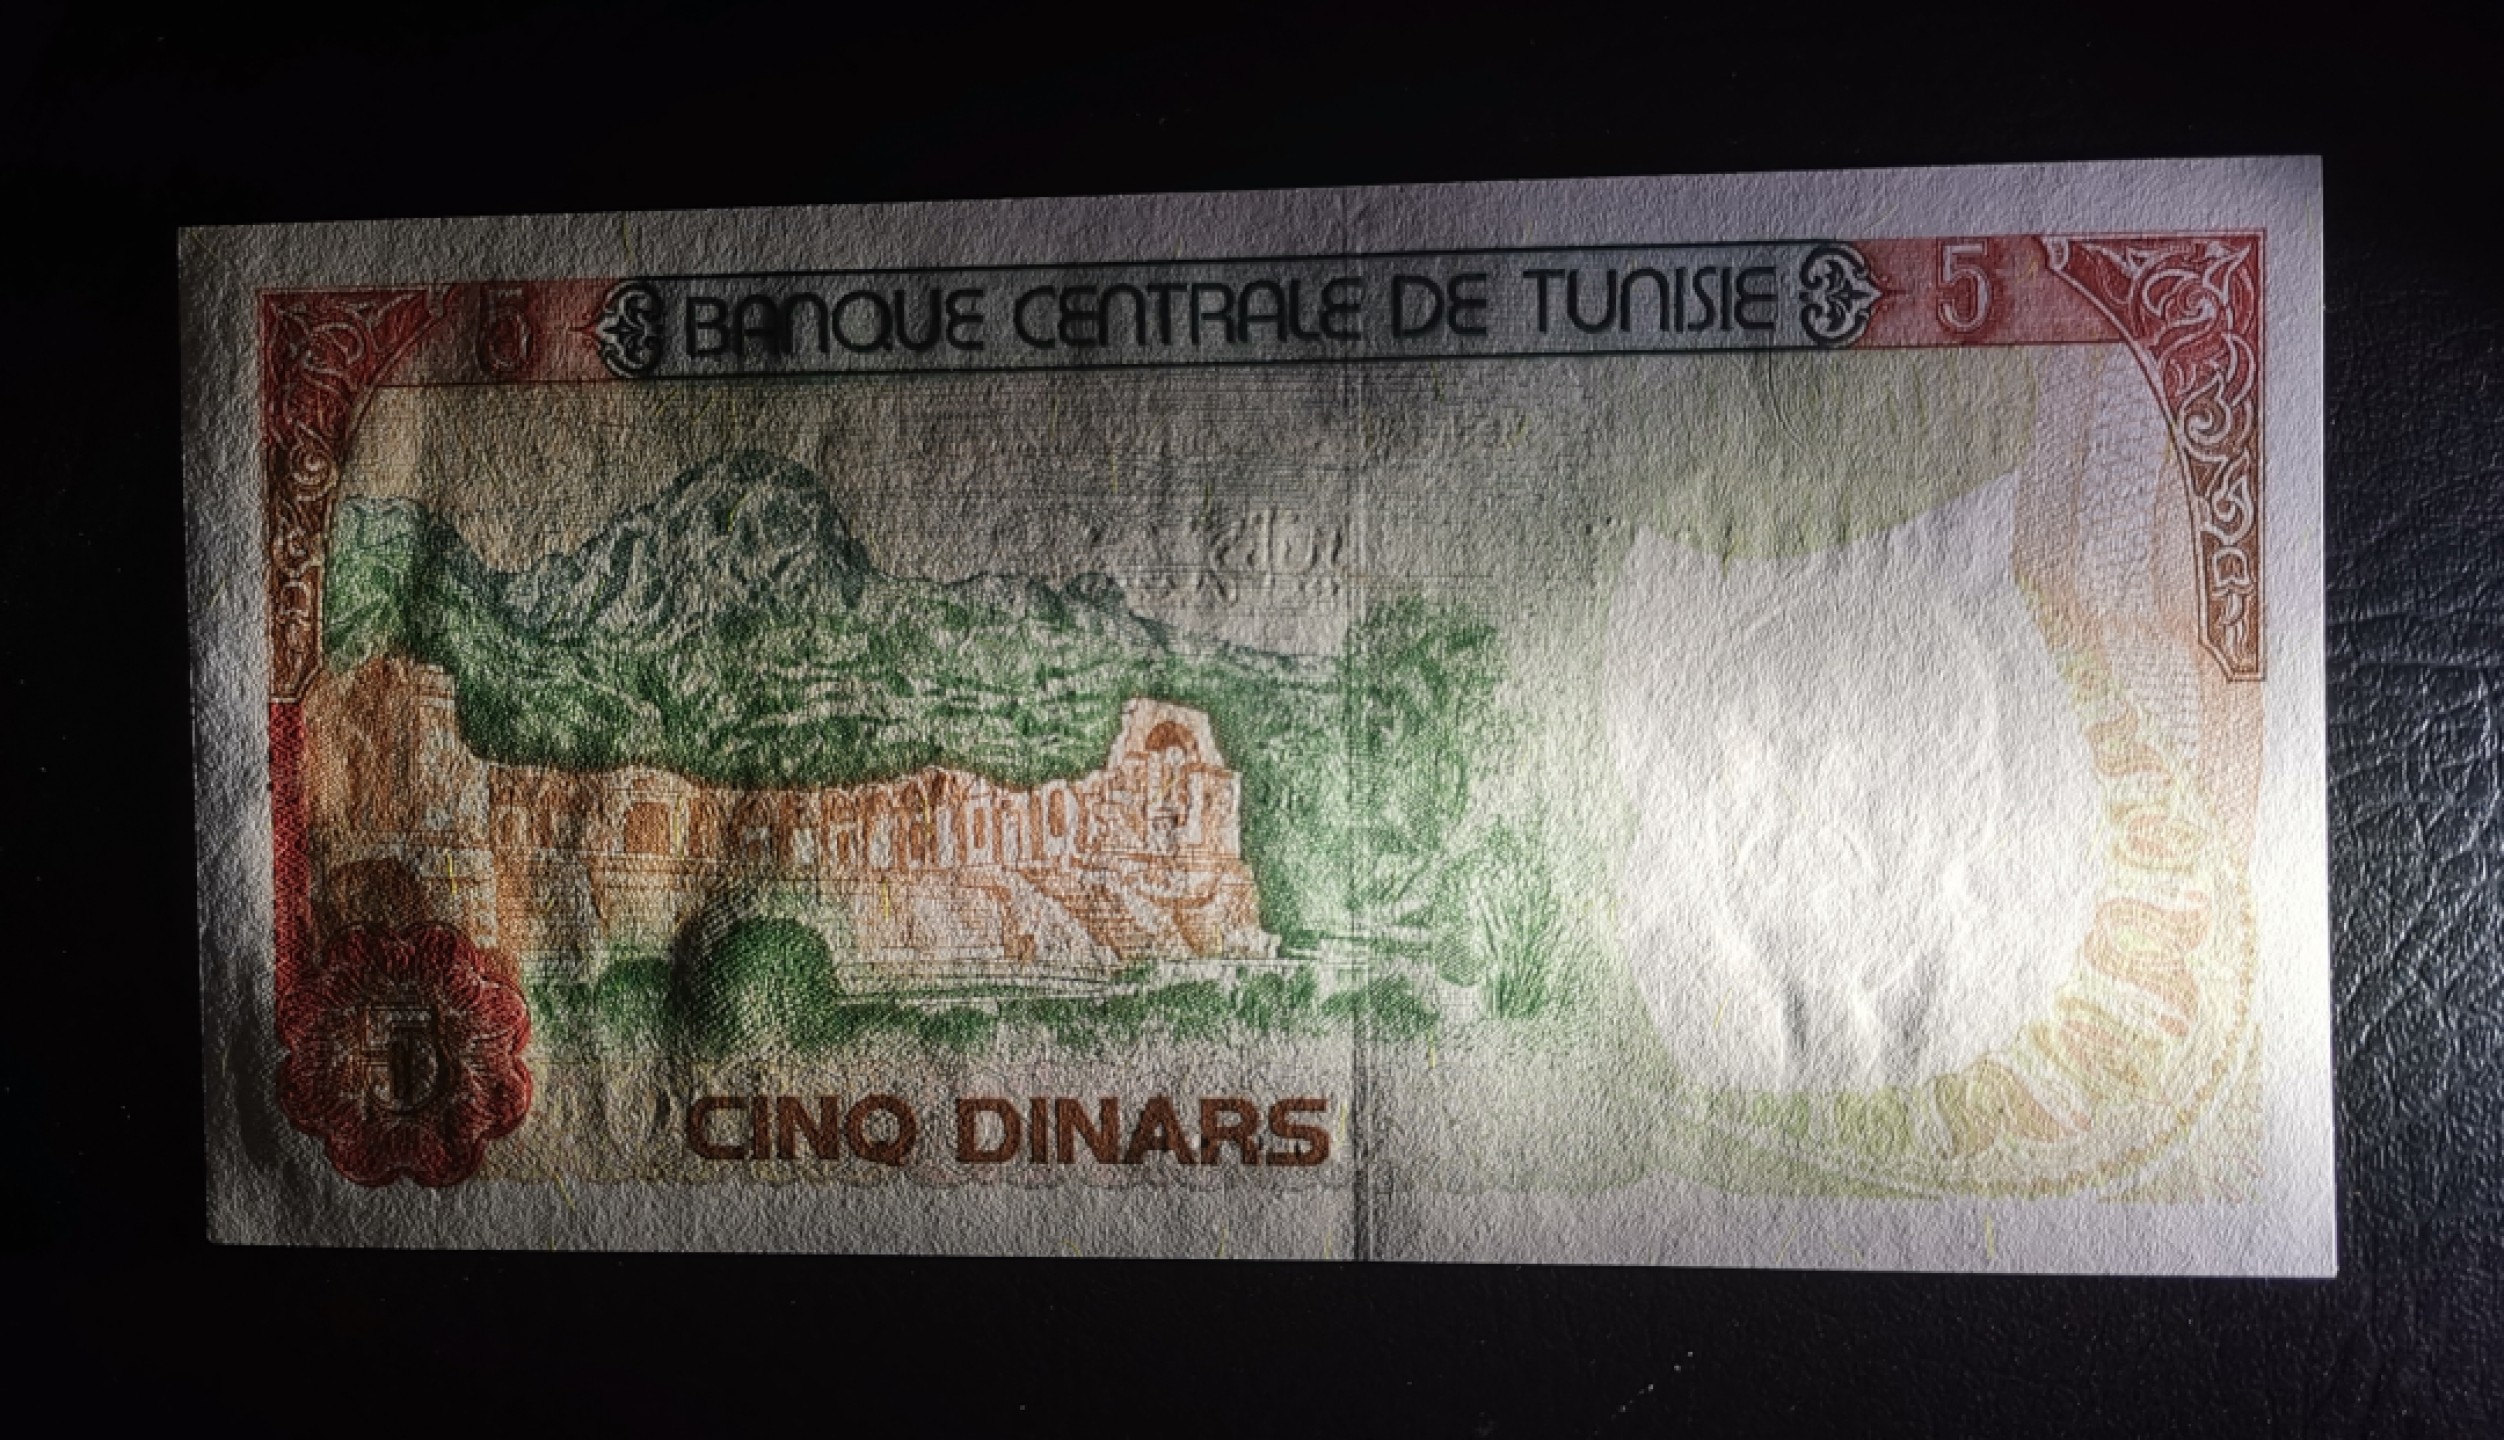 5 BANQUE CENTRALE DE TUNISIE 5
5
CINQ DINARS